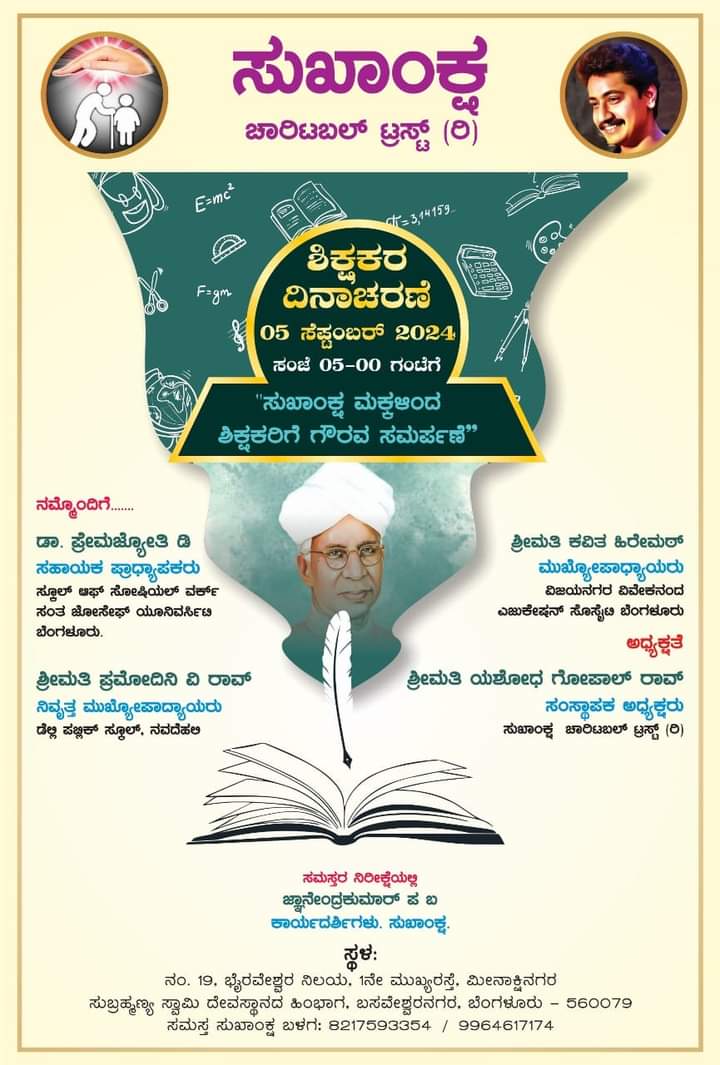 ಸುಖಾಂಕ್ಷ
ಚಾರಿಟಬಲ್ ಟ್ರಸ್ಟ್ (ರಿ)
E=mc²
π=3,14159..
F=gm
ಶಿಕ್ಷಕರ
ದಿನಾಚರಣೆ
05 ಸೆಪ್ಟಂಬರ್ 2024
ಸಂಜೆ 05-00 ಗಂಟೆಗೆ
"ಸುಖಾಂಕ್ಷ ಮಕ್ಕಳಿಂದ
ಶಿಕ್ಷಕರಿಗೆ ಗೌರವ ಸಮರ್ಪಣೆ”
ನಮ್ಮೊಂದಿಗೆ.......
ಡಾ. ಪ್ರೇಮಜ್ಯೋತಿ ಡಿ
ಸಹಾಯಕ ಪ್ರಾಧ್ಯಾಪಕರು
ಸ್ಕೂಲ್ ಆಫ್ ಸೋಷಿಯಲ್ ವರ್ಕ್
ಸಂತ ಜೋಸೇಫ್ ಯೂನಿವರ್ಸಿಟಿ
ಬೆಂಗಳೂರು.
ಶ್ರೀಮತಿ ಕವಿತ ಹಿರೇಮಠ್
ಮುಖ್ಯೋಪಾಧ್ಯಾಯರು
ವಿಜಯನಗರ ವಿವೇಕನಂದ
ಎಜುಕೇಷನ್ ಸೊಸೈಟಿ ಬೆಂಗಳೂರು
ಶ್ರೀಮತಿ ಪ್ರಮೋದಿನಿ ವಿ ರಾವ್
ನಿವೃತ್ತ ಮುಖ್ಯೋಪಾದ್ಯಾಯರು
ಡೆಲ್ಲಿ ಪಬ್ಲಿಕ್ ಸ್ಕೂಲ್, ನವದೆಹಲಿ
ಅಧ್ಯಕ್ಷತೆ
ಶ್ರೀಮತಿ ಯಶೋಧ ಗೋಪಾಲ್ ರಾವ್
ಸಂಸ್ಥಾಪಕ ಅಧ್ಯಕ್ಷರು
ಸುಖಾಂಕ್ಷ ಚಾರಿಟಬಲ್ ಟ್ರಸ್ಟ್ (ರಿ)
ಸಮಸ್ತರ ನಿರೀಕ್ಷೆಯಲ್ಲಿ
ಜ್ಞಾನೇಂದ್ರಕುಮಾರ್ ಪ ಬ
ಕಾರ್ಯದರ್ಶಿಗಳು. ಸುಖಾಂಕ್ಷ.
ಸ್ಥಳ:
ನಂ. 19, ಭೈರವೇಶ್ವರ ನಿಲಯ, 1ನೇ ಮುಖ್ಯರಸ್ತೆ, ಮೀನಾಕ್ಷಿನಗರ
ಸುಬ್ರಹ್ಮಣ್ಯ ಸ್ವಾಮಿ ದೇವಸ್ಥಾನದ ಹಿಂಭಾಗ, ಬಸವೇಶ್ವರನಗರ, ಬೆಂಗಳೂರು – 560079
ಸಮಸ್ತ ಸುಖಾಂಕ್ಷ ಬಳಗ: 8217593354 / 9964617174